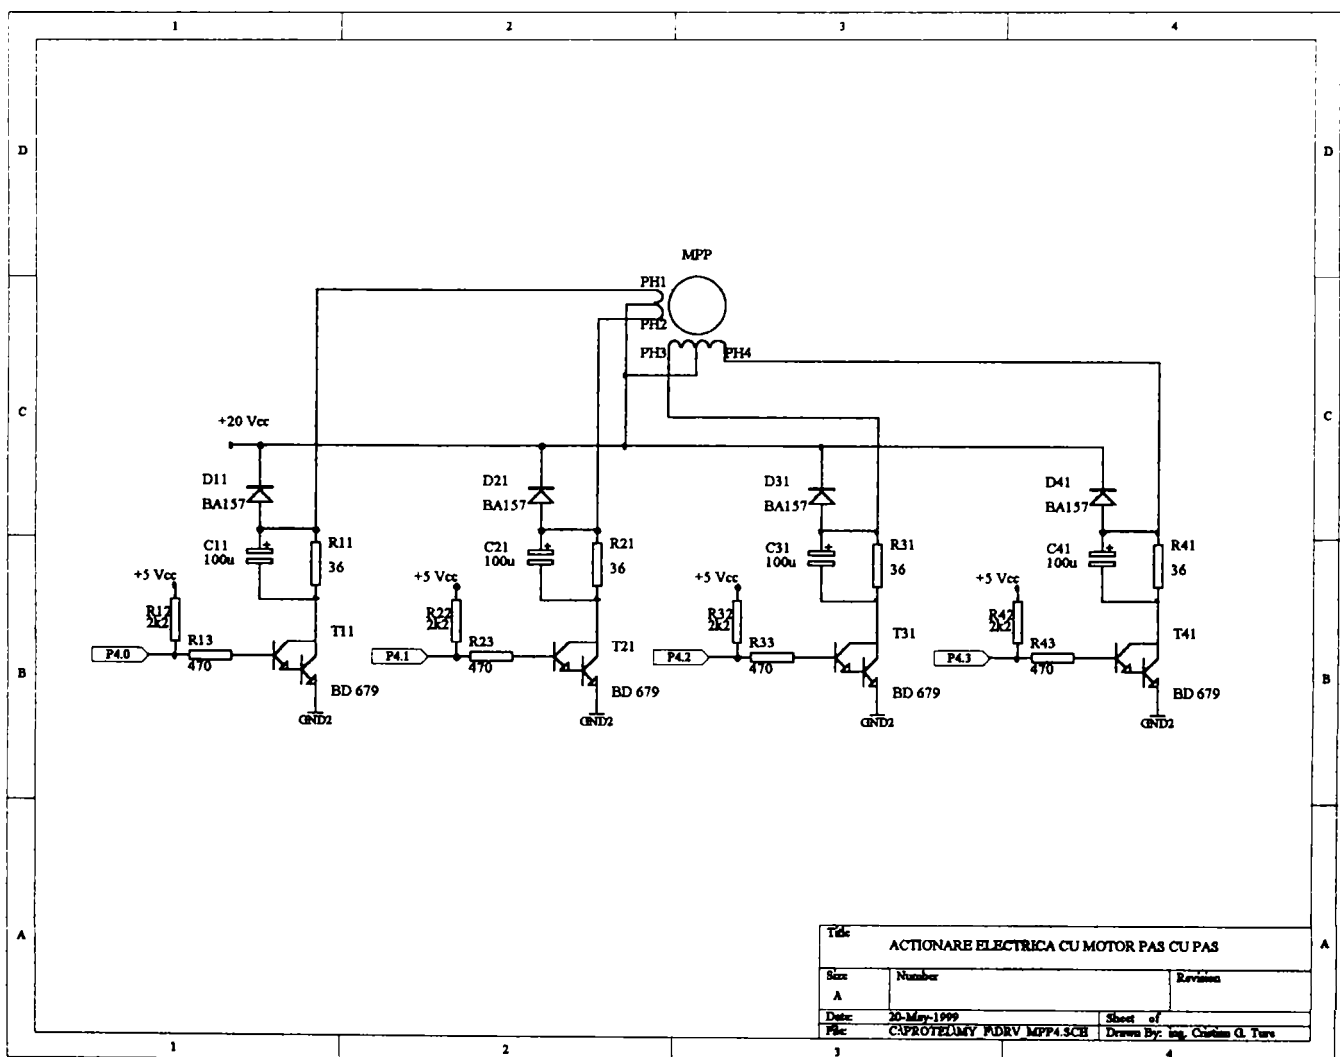 1 2 3 4
D D
MPP
PH1
PH2
PH3 PH4
C C
+20 Vcc
D11
BA157
D21
BA157
D31
BA157
D41
BA157
C11
100u
R11
36
C21
100u
R21
36
C31
100u
R31
36
C41
100u
R41
36
+5 Vcc
R12
2k2
+5 Vcc
R22
2k2
+5 Vcc
R32
2k2
+5 Vcc
R42
2k2
P4.0
R13
470
T11
BD 679
P4.1
R23
470
T21
BD 679
P4.2
R33
470
T31
BD 679
P4.3
R43
470
T41
BD 679
B B
GND2 GND2 GND2 GND2
A A
Title
ACTIONARE ELECTRICA CU MOTOR PAS CU PAS
Size Number Revision
A
Date: 20-May-1999 Sheet of
File: Drawn By: ing. Cristian G.
1 2 3 4